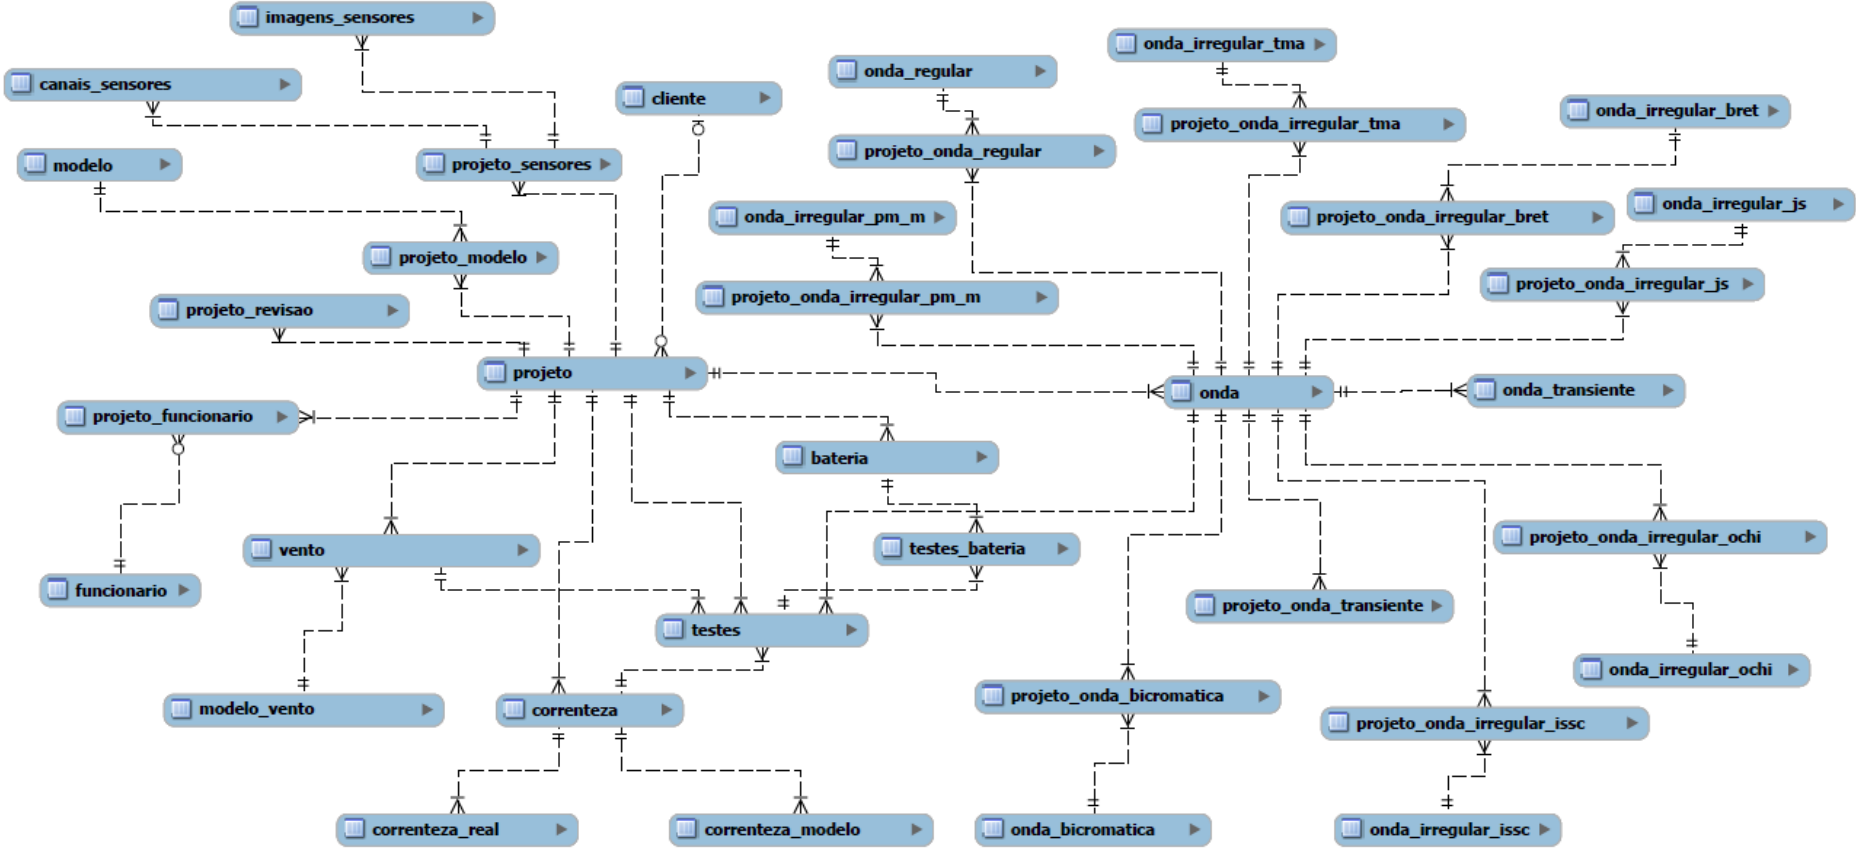 imagens_sensores
onda_irregular_tma
onda_regular
canais_sensores
cliente
onda_irregular_bret
projeto_onda_irregular_tma
projeto_onda_regular
modelo
projeto_sensores
onda_irregular_js
onda_irregular_pm_m
projeto_onda_irregular_bret
projeto_modelo
projeto_onda_irregular_js
projeto_onda_irregular_pm_m
projeto_revisao
projeto
onda
onda_transiente
projeto_funcionario
bateria
projeto_onda_irregular_ochi
vento
testes_bateria
funcionario
projeto_onda_transiente
testes
onda_irregular_ochi
projeto_onda_bicromatica
modelo_vento
correnteza
projeto_onda_irregular_issc
correnteza_real
correnteza_modelo
onda_bicromatica
onda_irregular_issc